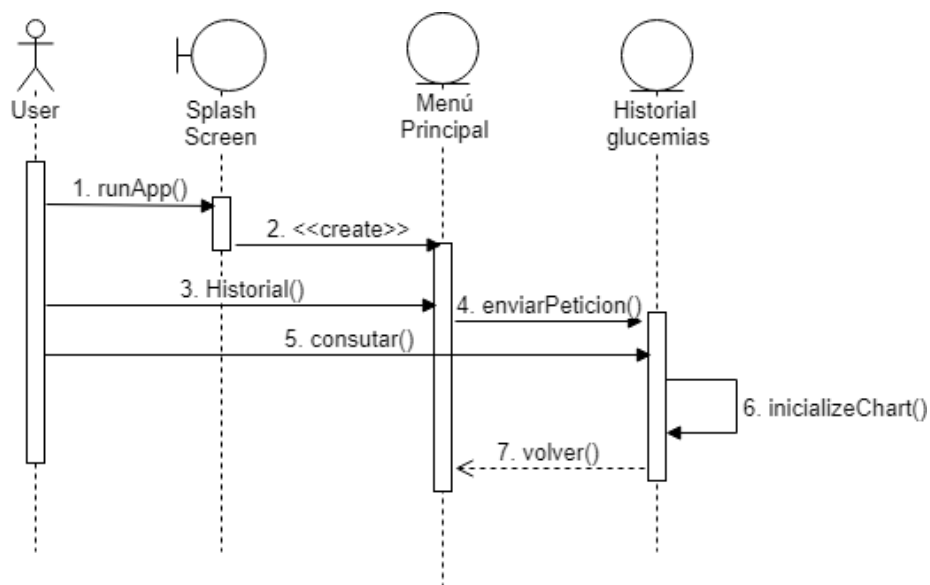 User
Splash
Screen
Menú
Principal
Historial
glucemias
1. runApp()
2. <<create>>
3. Historial()
4. enviarPeticion()
5. consutar()
6. inicializeChart()
7. volver()